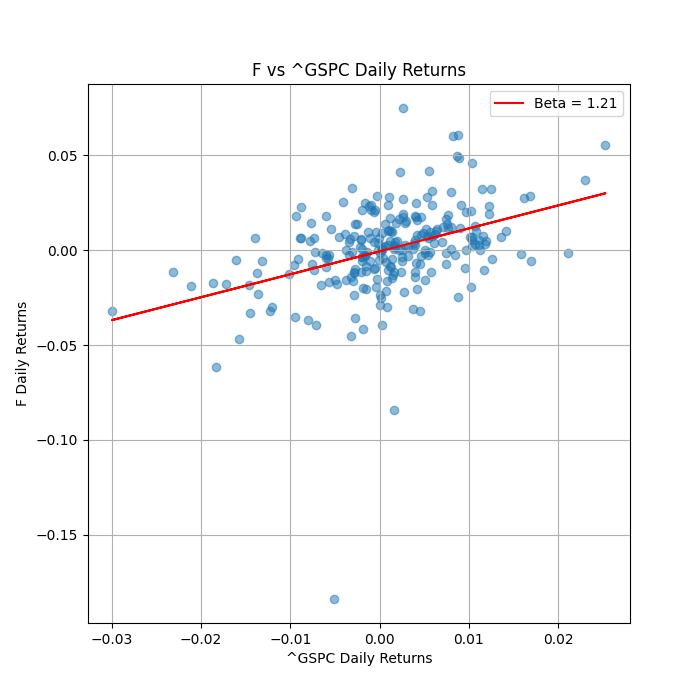 F vs ^GSPC Daily Returns
Beta = 1.21
F Daily Returns
0.05
0.00
−0.05
−0.10
−0.15
−0.03
−0.02
−0.01
0.00
0.01
0.02
^GSPC Daily Returns